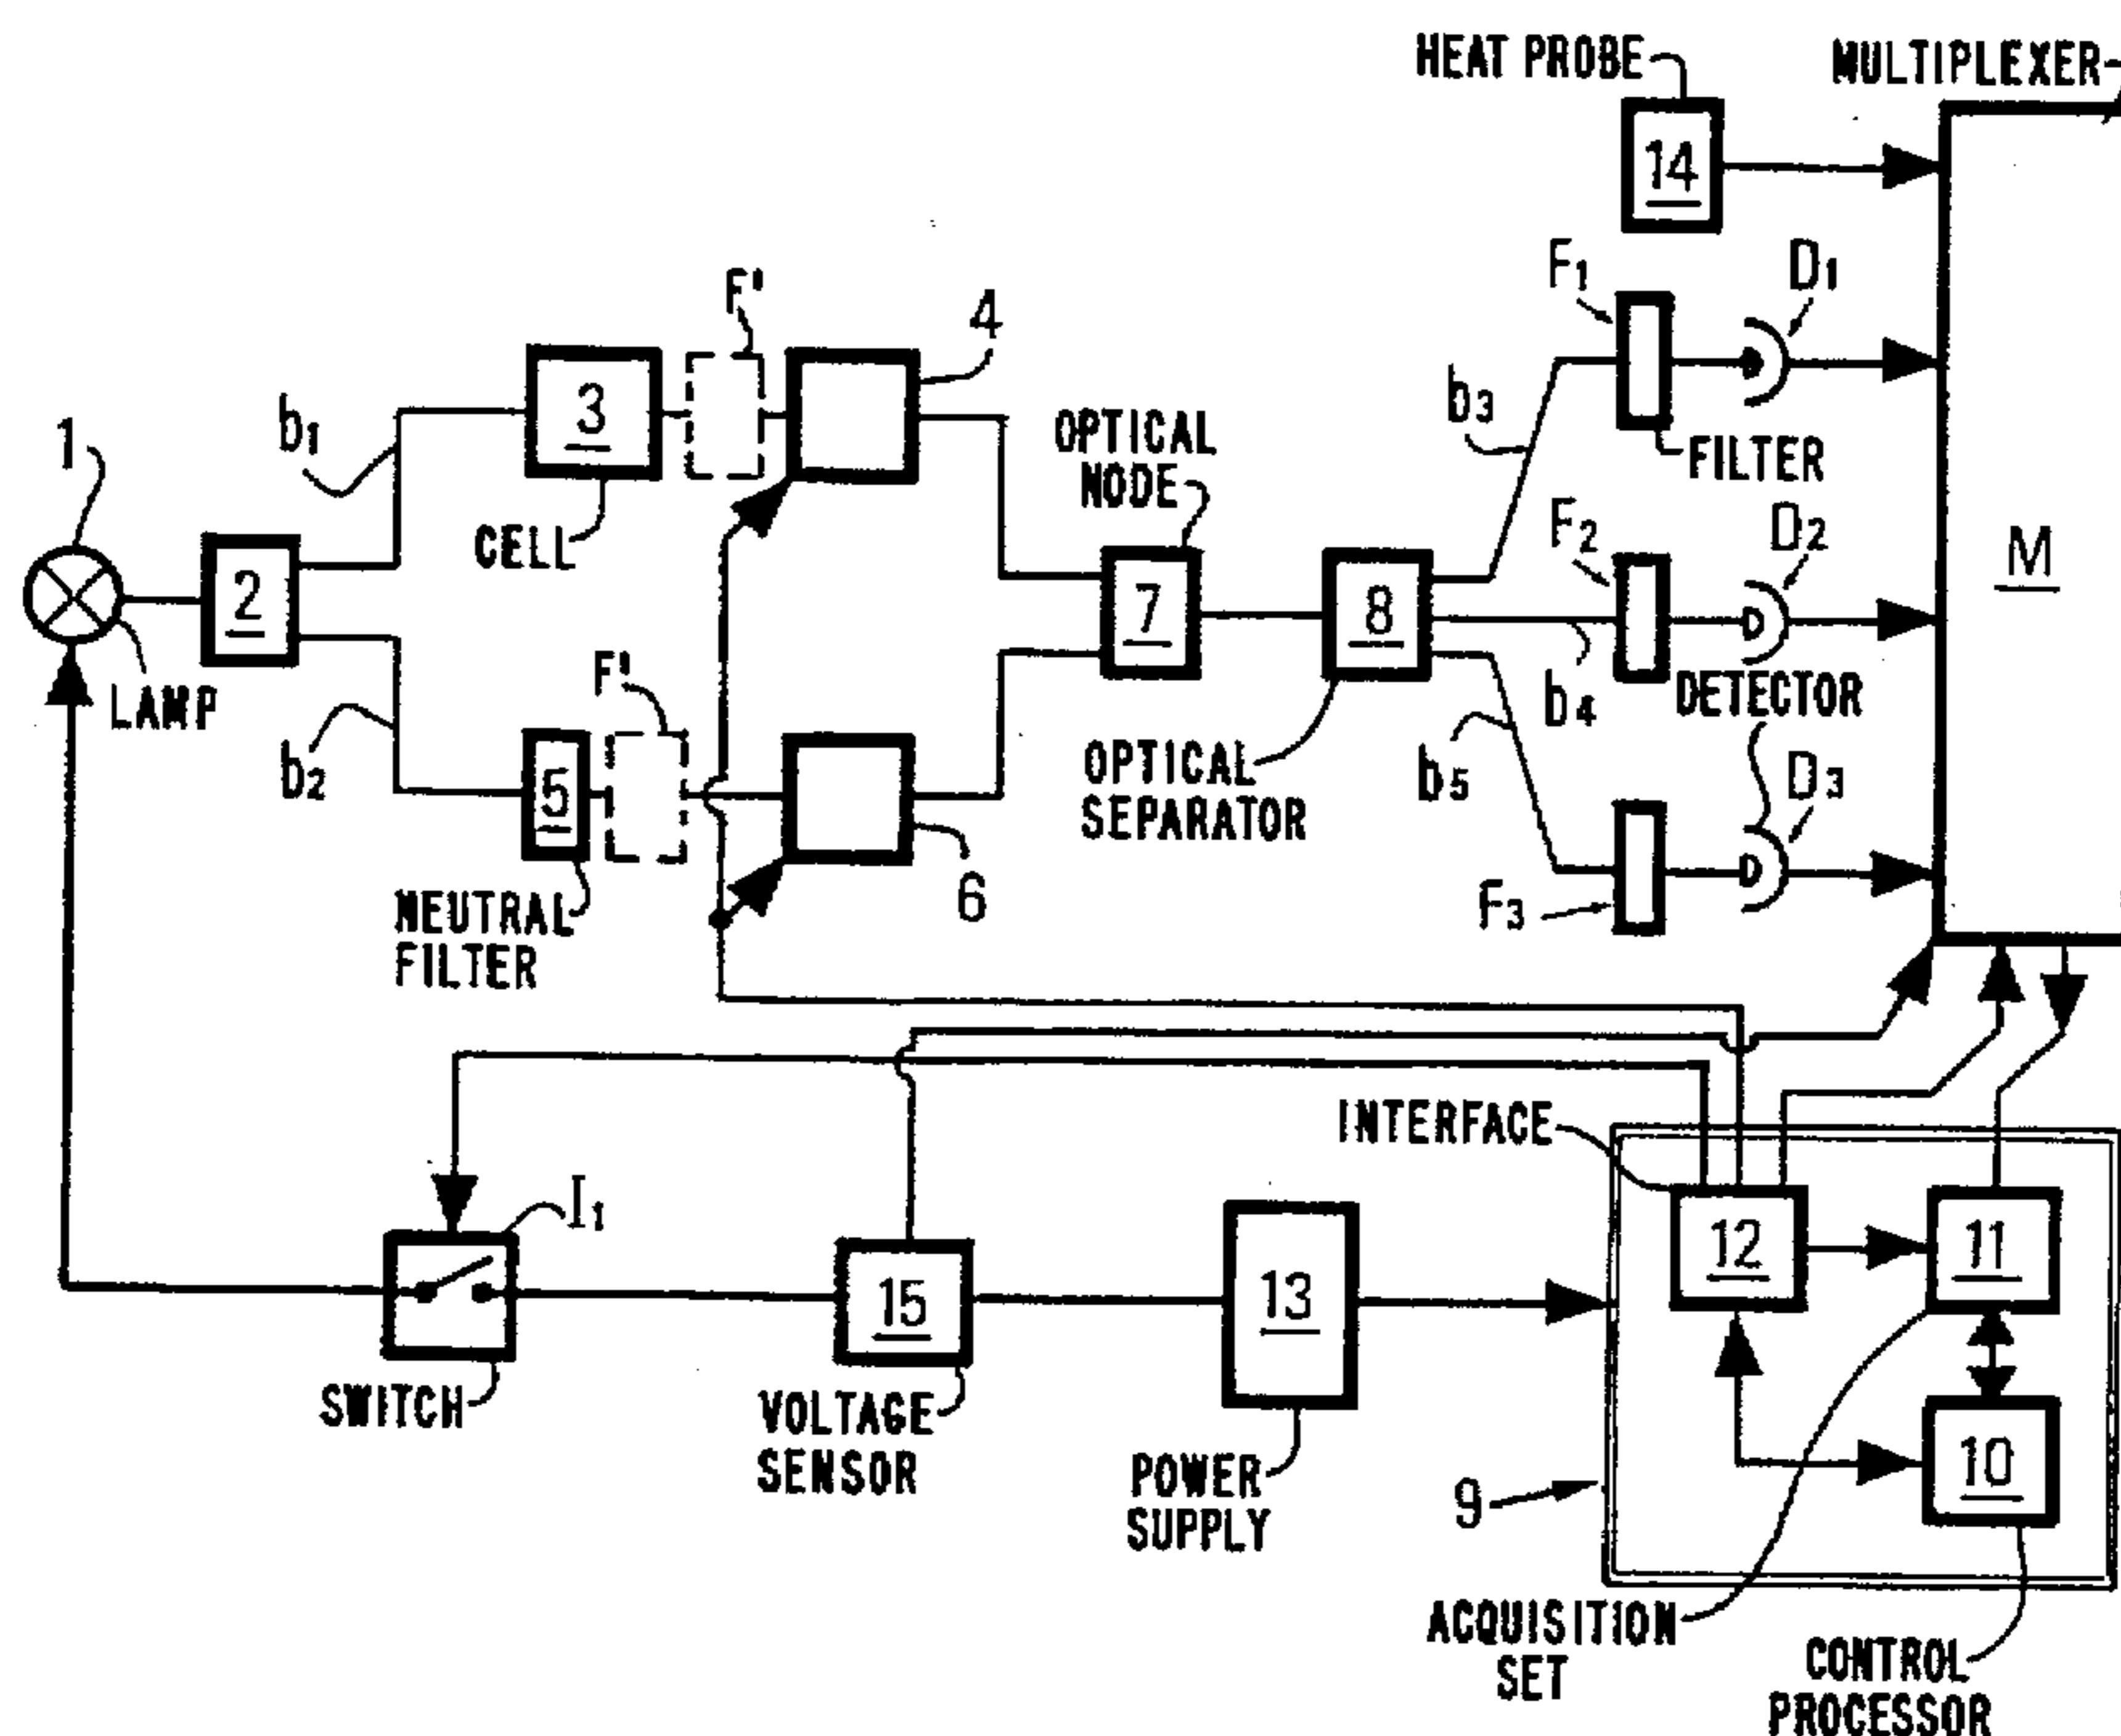 HEAT PROBE
MULTIPLEXER
14
F1
D1
F'
4
b3
b1
3
OPTICAL
NODE
FILTER
1
CELL
F2
D2
M
2
7
8
LAMP
F'
b4
DETECTOR
b2
5
OPTICAL
SEPARATOR
b5
D3
6
F3
NEUTRAL
FILTER
INTERFACE
I1
12
11
15
13
SWITCH
VOLTAGE
SENSOR
POWER
SUPPLY
9
10
ACQUISITION
SET
CONTROL
PROCESSOR